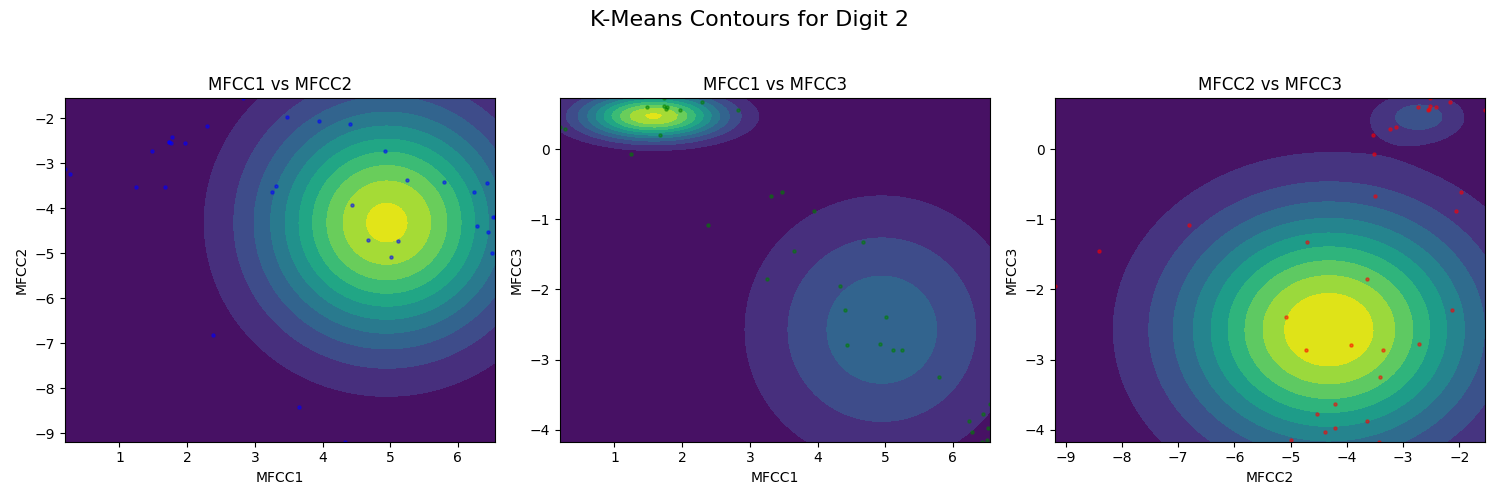 K-Means Contours for Digit 2
MFCC1 vs MFCC2
−2
−3
−4
−5
−6
−7
−8
−9
MFCC2
1 2 3 4 5 6
MFCC1
MFCC1 vs MFCC3
0
−1
−2
−3
−4
MFCC3
1 2 3 4 5 6
MFCC1
MFCC2 vs MFCC3
0
−1
−2
−3
−4
MFCC3
−9 −8 −7 −6 −5 −4 −3 −2
MFCC2